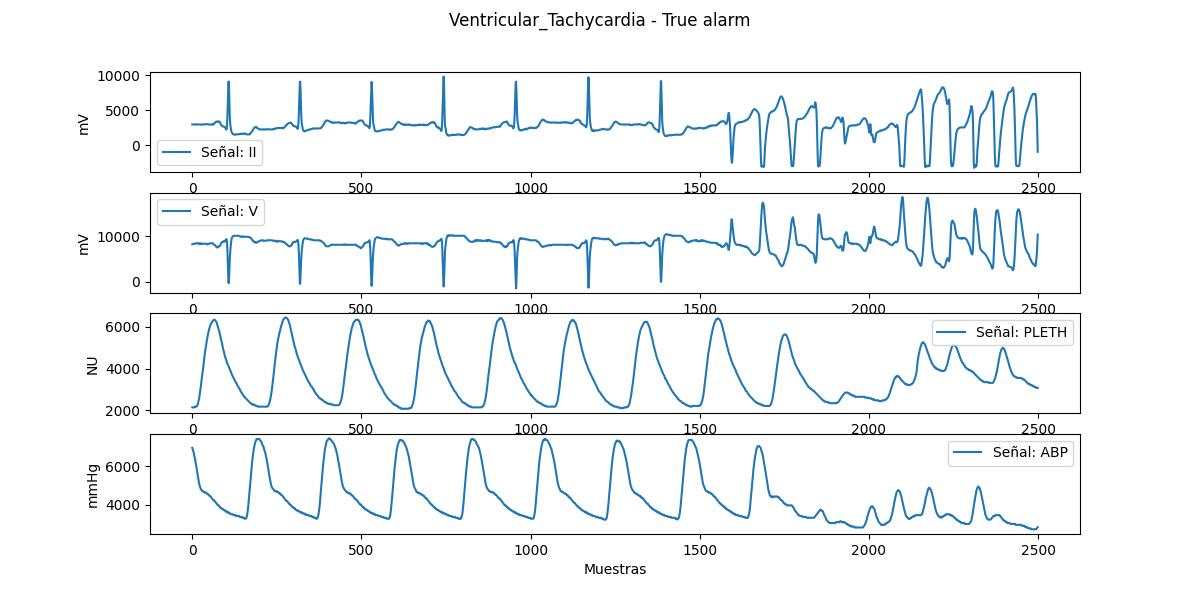 Ventricular_Tachycardia - True alarm
10000
5000
0
mV
Señal: II
0 500 1000 1500 2000 2500
10000
0
mV
Señal: V
0 500 1000 1500 2000 2500
6000
4000
2000
NU
Señal: PLETH
0 500 1000 1500 2000 2500
6000
4000
mmHg
Señal: ABP
0 500 1000 1500 2000 2500
Muestras